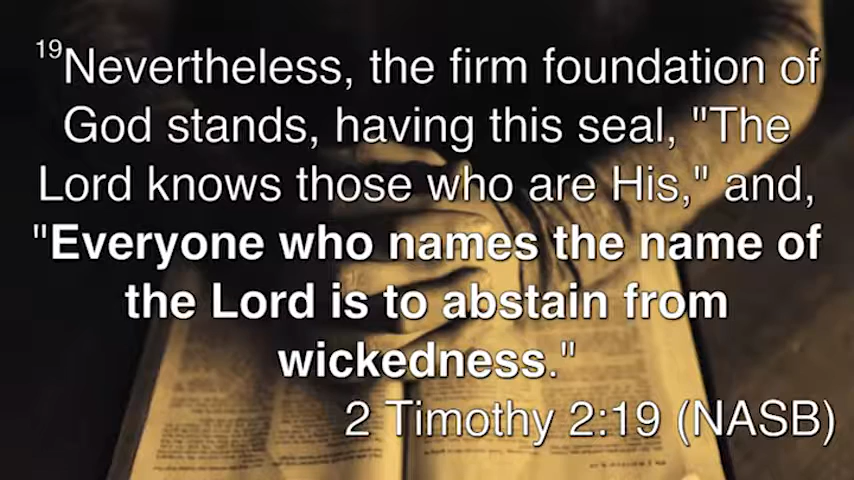 19Nevertheless, the firm foundation of
God stands, having this seal, "The
Lord knows those who are His," and,
"Everyone who names the name of
the Lord is to abstain from
wickedness."
2 Timothy 2:19 (NASB)